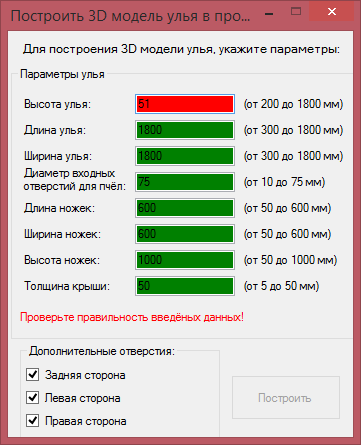 Построить 3D модель улья в про...
Для построения 3D модели улья, укажите параметры:
Параметры улья
Высота улья: 51 (от 200 до 1800 мм)
Длина улья: 1800 (от 300 до 1800 мм)
Ширина улья: 1800 (от 300 до 1800 мм)
Диаметр входных
отверстий для пчёл: 75 (от 10 до 75 мм)
Длина ножек: 600 (от 50 до 600 мм)
Ширина ножек: 600 (от 50 до 600 мм)
Высота ножек: 1000 (от 50 до 1000 мм)
Толщина крыши: 50 (от 5 до 50 мм)
Проверьте правильность введёных данных!
Дополнительные отверстия:
Задняя сторона
Левая сторона
Построить
Правая сторона